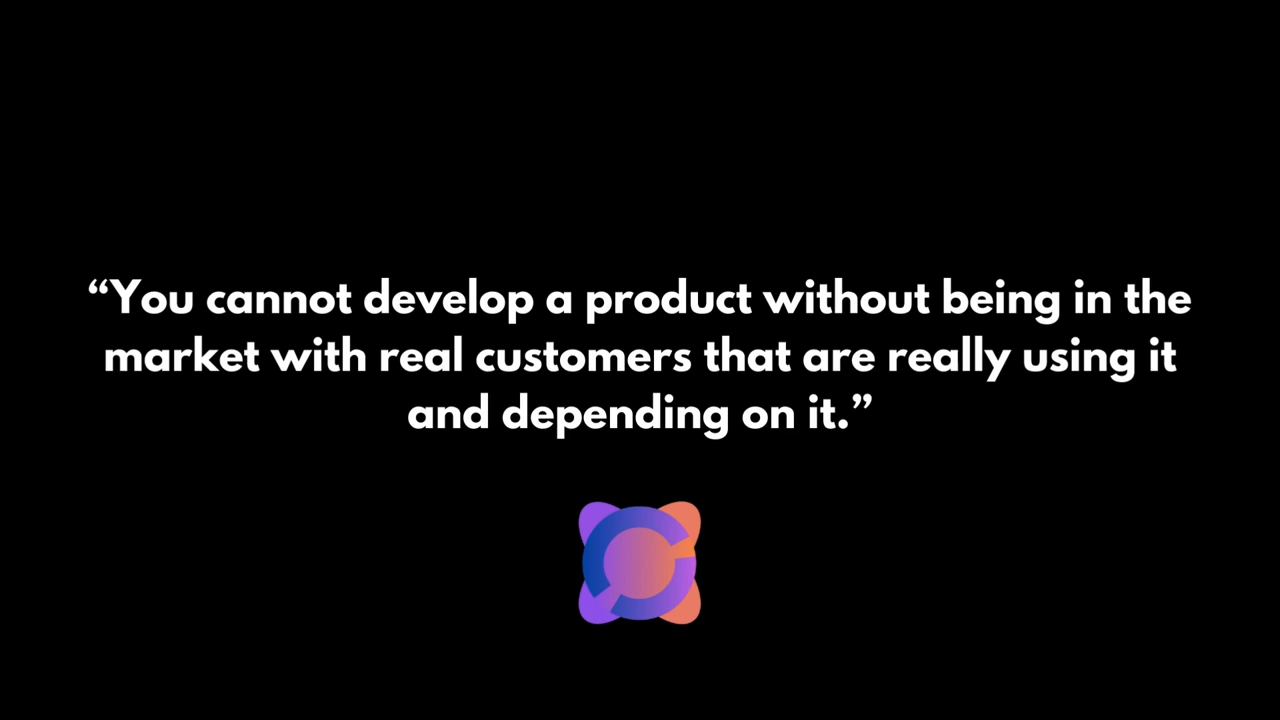 “You cannot develop a product without being in the
market with real customers that are really using it
and depending on it.”